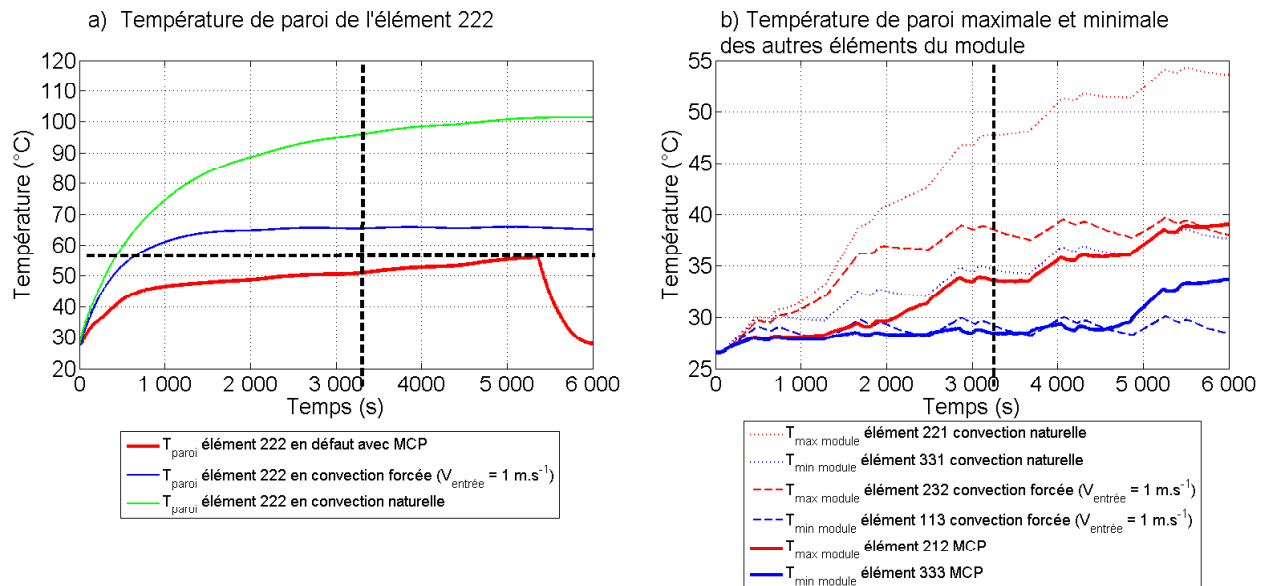 a) Température de paroi de l'élément 222
120
110
100
90
80
70
60
50
40
30
20
0
1 000
2 000
3 000
4 000
5 000
6 000
Température (°C)
Temps (s)
T paroi élément 222 en défaut avec MCP
T paroi élément 222 en convection forcée (V entrée = 1 m.s-1)
T paroi élément 222 en convection naturelle
b) Température de paroi maximale et minimale
des autres éléments du module
55
50
45
40
35
30
25
0
1 000
2 000
3 000
4 000
5 000
6 000
Température (°C)
Temps (s)
T max module élément 221 convection naturelle
T min module élément 331 convection naturelle
T max module élément 232 convection forcée (V entrée = 1 m.s-1)
T min module élément 113 convection forcée (V entrée = 1 m.s-1)
T max module élément 212 MCP
T min module élément 333 MCP